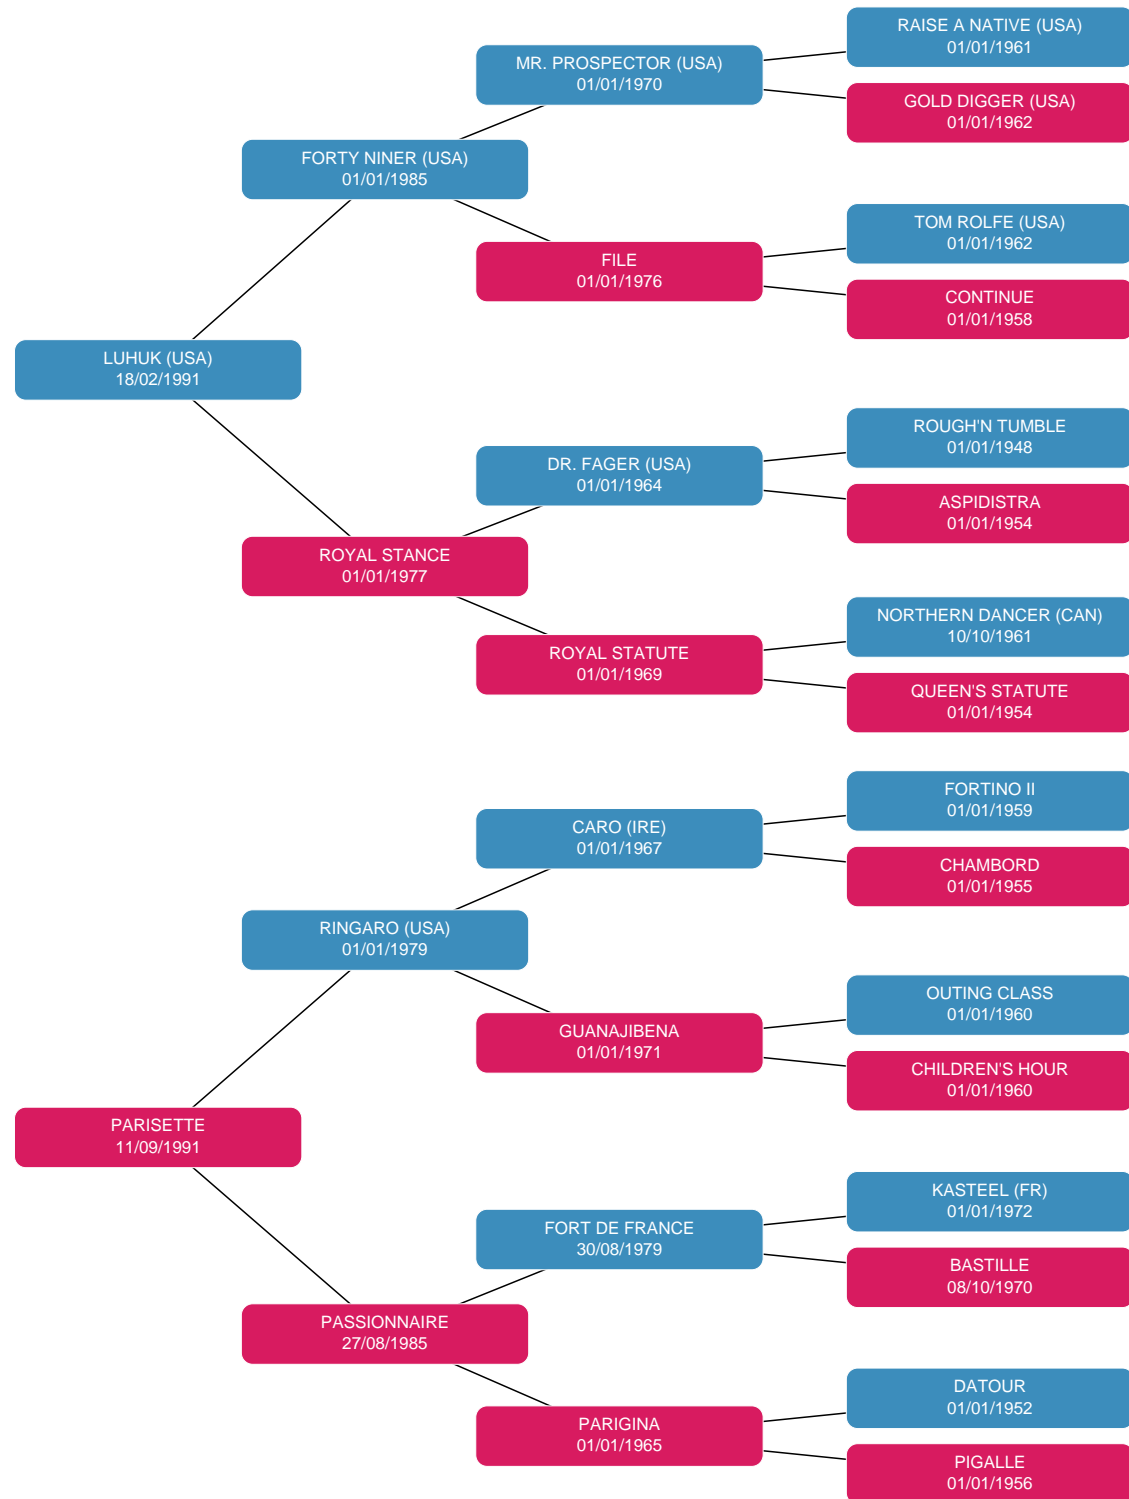 RAISE A NATIVE (USA)
01/01/1961
MR. PROSPECTOR (USA)
01/01/1970
GOLD DIGGER (USA)
01/01/1962
FORTY NINER (USA)
01/01/1985
TOM ROLFE (USA)
01/01/1962
FILE
01/01/1976
CONTINUE
01/01/1958
LUHUK (USA)
18/02/1991
ROUGH'N TUMBLE
01/01/1948
DR. FAGER (USA)
01/01/1964
ASPIDISTRA
01/01/1954
ROYAL STANCE
01/01/1977
NORTHERN DANCER (CAN)
10/10/1961
ROYAL STATUTE
01/01/1969
QUEEN'S STATUTE
01/01/1954
FORTINO II
01/01/1959
CARO (IRE)
01/01/1967
CHAMBORD
01/01/1955
RINGARO (USA)
01/01/1979
OUTING CLASS
01/01/1960
GUANAJIBENA
01/01/1971
CHILDREN'S HOUR
01/01/1960
PARISETTE
11/09/1991
KASTEEL (FR)
01/01/1972
FORT DE FRANCE
30/08/1979
BASTILLE
08/10/1970
PASSIONNAIRE
27/08/1985
DATOUR
01/01/1952
PARIGINA
01/01/1965
PIGALLE
01/01/1956